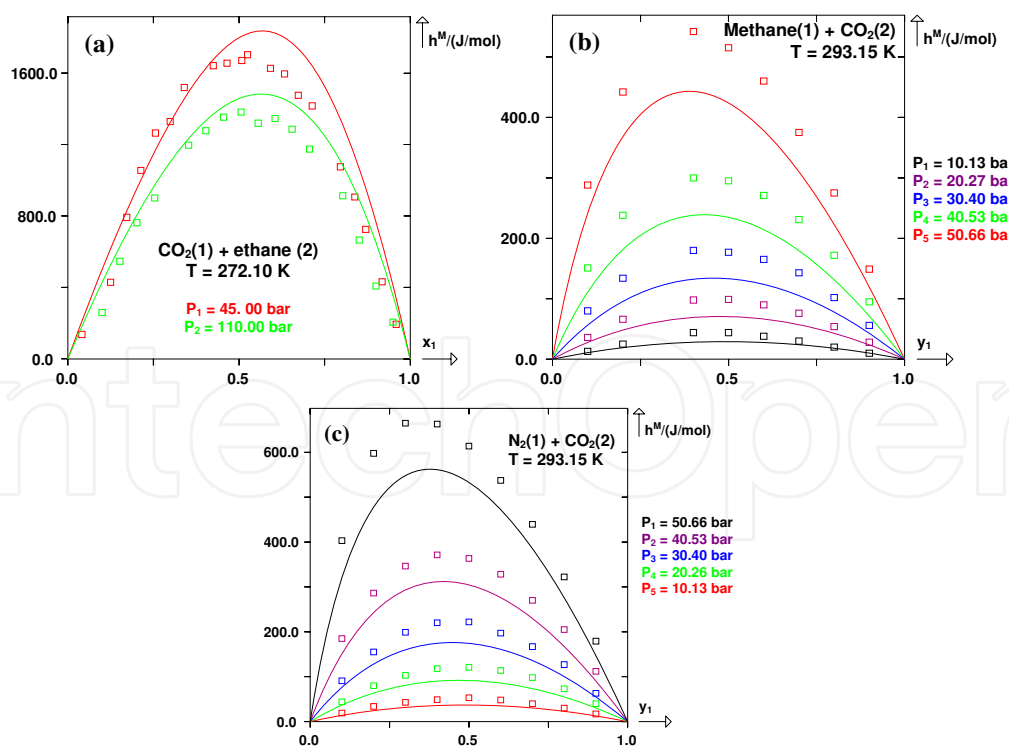 (a)
h^M/(J/mol)
1600.0
800.0
0.0
CO₂(1) + ethane (2)
T = 272.10 K
P₁ = 45. 00 bar
P₂ = 110.00 bar
x₁
0.0
0.5
1.0
(b)
Methane(1) + CO₂(2)
T = 293.15 K
h^M/(J/mol)
400.0
200.0
0.0
P₁ = 10.13 ba
P₂ = 20.27 ba
P₃ = 30.40 ba
P₄ = 40.53 ba
P₅ = 50.66 ba
y₁
0.0
0.5
1.0
(c)
N₂(1) + CO₂(2)
T = 293.15 K
h^M/(J/mol)
600.0
400.0
200.0
0.0
P₁ = 50.66 bar
P₂ = 40.53 bar
P₃ = 30.40 bar
P₄ = 20.26 bar
P₅ = 10.13 bar
y₁
0.0
0.5
1.0
ntechOpen